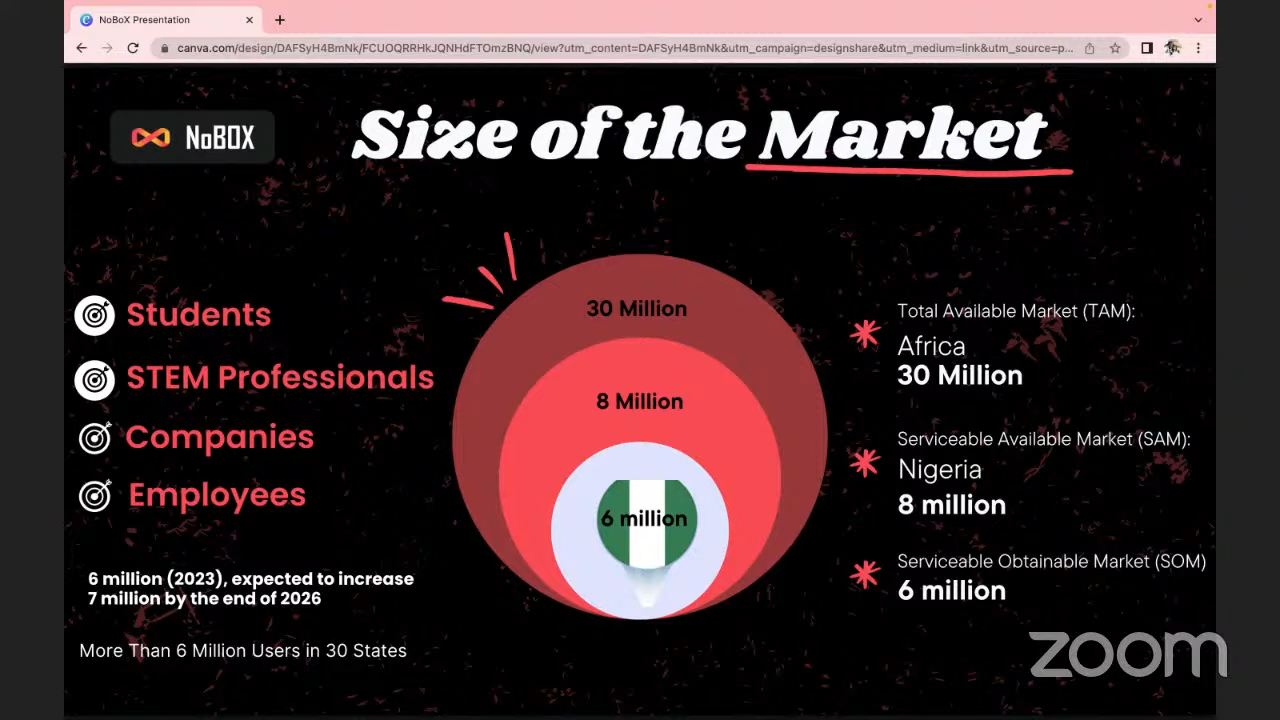 NoBoX Presentation
canva.com/design/DAFSyH4BmNk/FCUOQRRHkJQNHdFTOmzBNQ/view?utm_content=DAFSyH4BmNk&utm_campaign=designshare&utm_medium=link&utm_source=p...
NoBOX
Size of the Market
Students
STEM Professionals
Companies
Employees
6 million (2023), expected to increase
7 million by the end of 2026
More Than 6 Million Users in 30 States
30 Million
8 Million
6 million
Total Available Market (TAM):
Africa
30 Million
Serviceable Available Market (SAM):
Nigeria
8 million
Serviceable Obtainable Market (SOM)
6 million
zoom